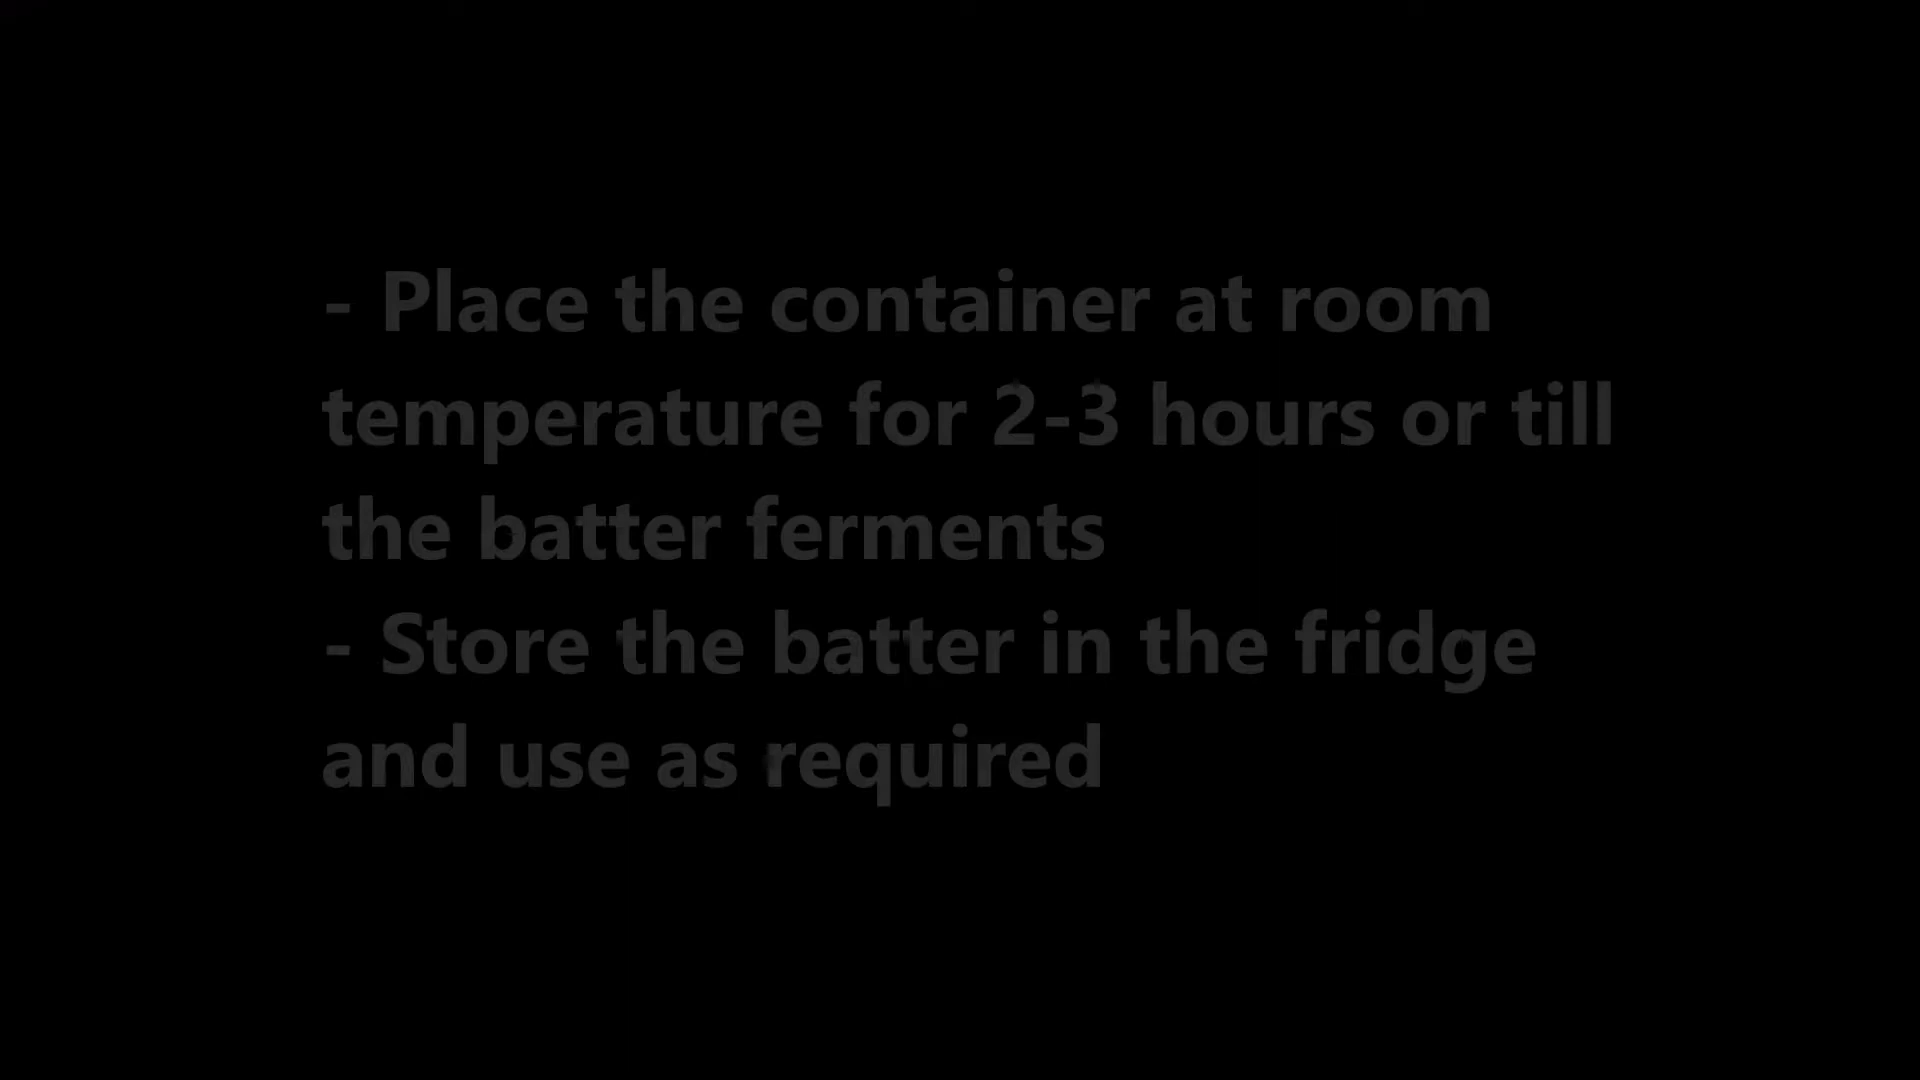 - Place the container at room
temperature for 2-3 hours or till
the batter ferments
- Store the batter in the fridge
and use as required